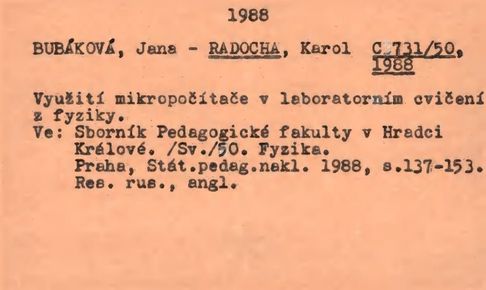 1988
BUBÁKOVÁ, Jana - RADOCHA, Karol C 731/50,
1988
Využití mikropočítače v laboratorním cvičení
z fyziky.
Ve: Sborník Pedagogické fakulty v Hradci
Králové. /Sv./50. Fyzika.
Praha, Stát.pedag.nakl. 1988, s.137-153.
Res. rus., angl.